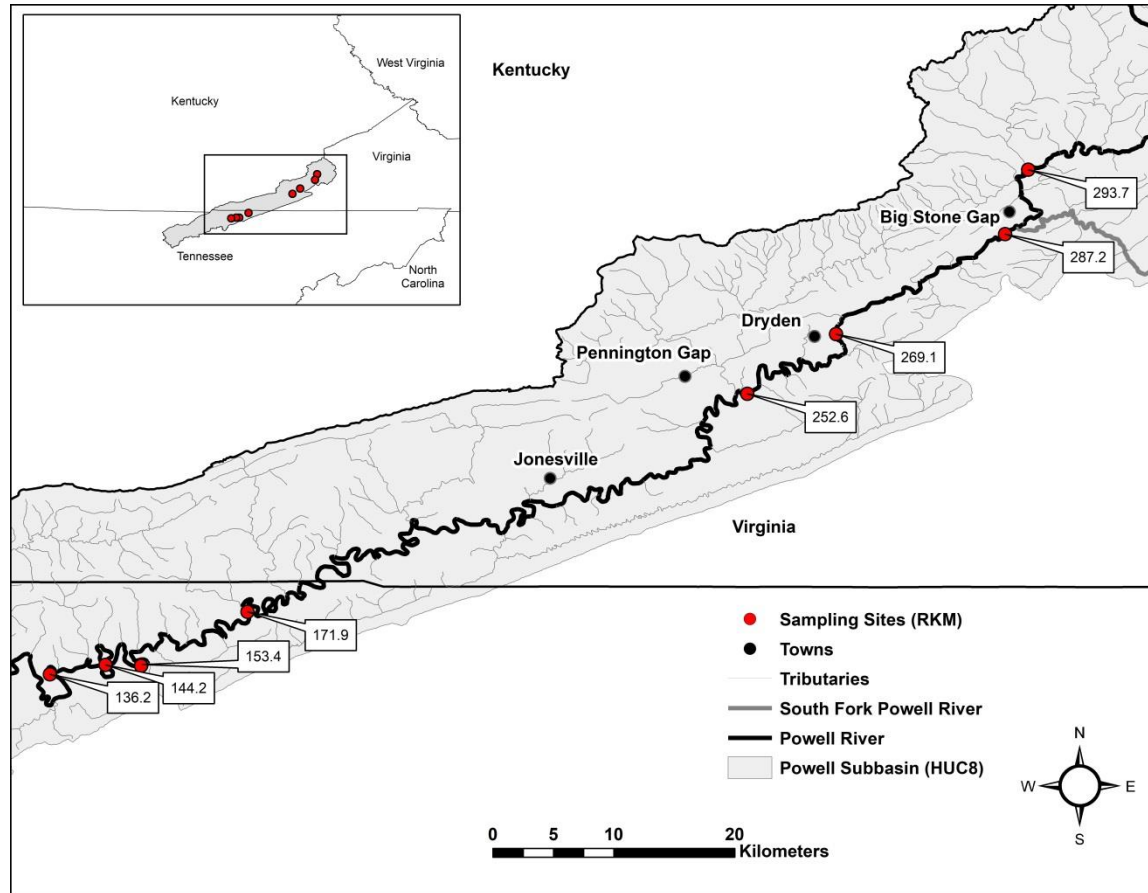 West Virginia
Kentucky
Virginia
Tennessee
North
Carolina
Kentucky
293.7
Big Stone Gap
287.2
Dryden
269.1
Pennington Gap
252.6
Jonesville
Virginia
171.9
153.4
144.2
136.2
Sampling Sites (RKM)
Towns
Tributaries
South Fork Powell River
Powell River
Powell Subbasin (HUC8)
N
W E
S
0 5 10 20
Kilometers